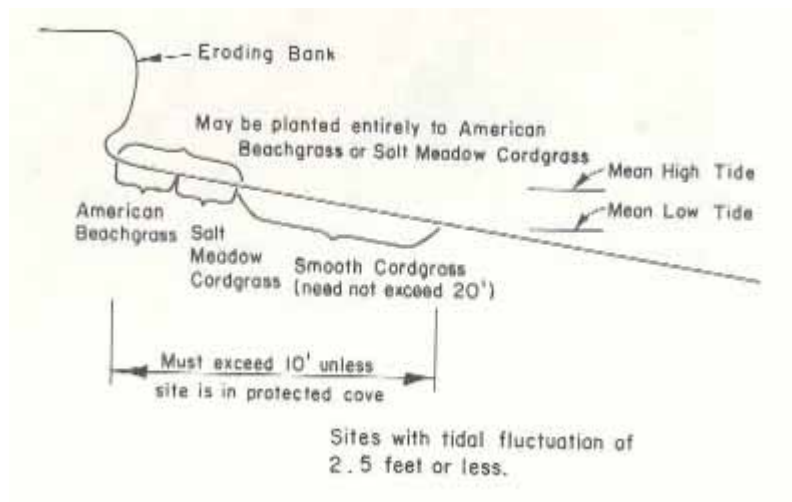 Eroding Bank
May be planted entirely to American
Beachgrass or Salt Meadow Cordgrass
Mean High Tide
Mean Low Tide
American
Beachgrass
Salt
Meadow
Cordgrass
Smooth Cordgrass
(need not exceed 20')
Must exceed 10' unless
site is in protected cove
Sites with tidal fluctuation of
2.5 feet or less.